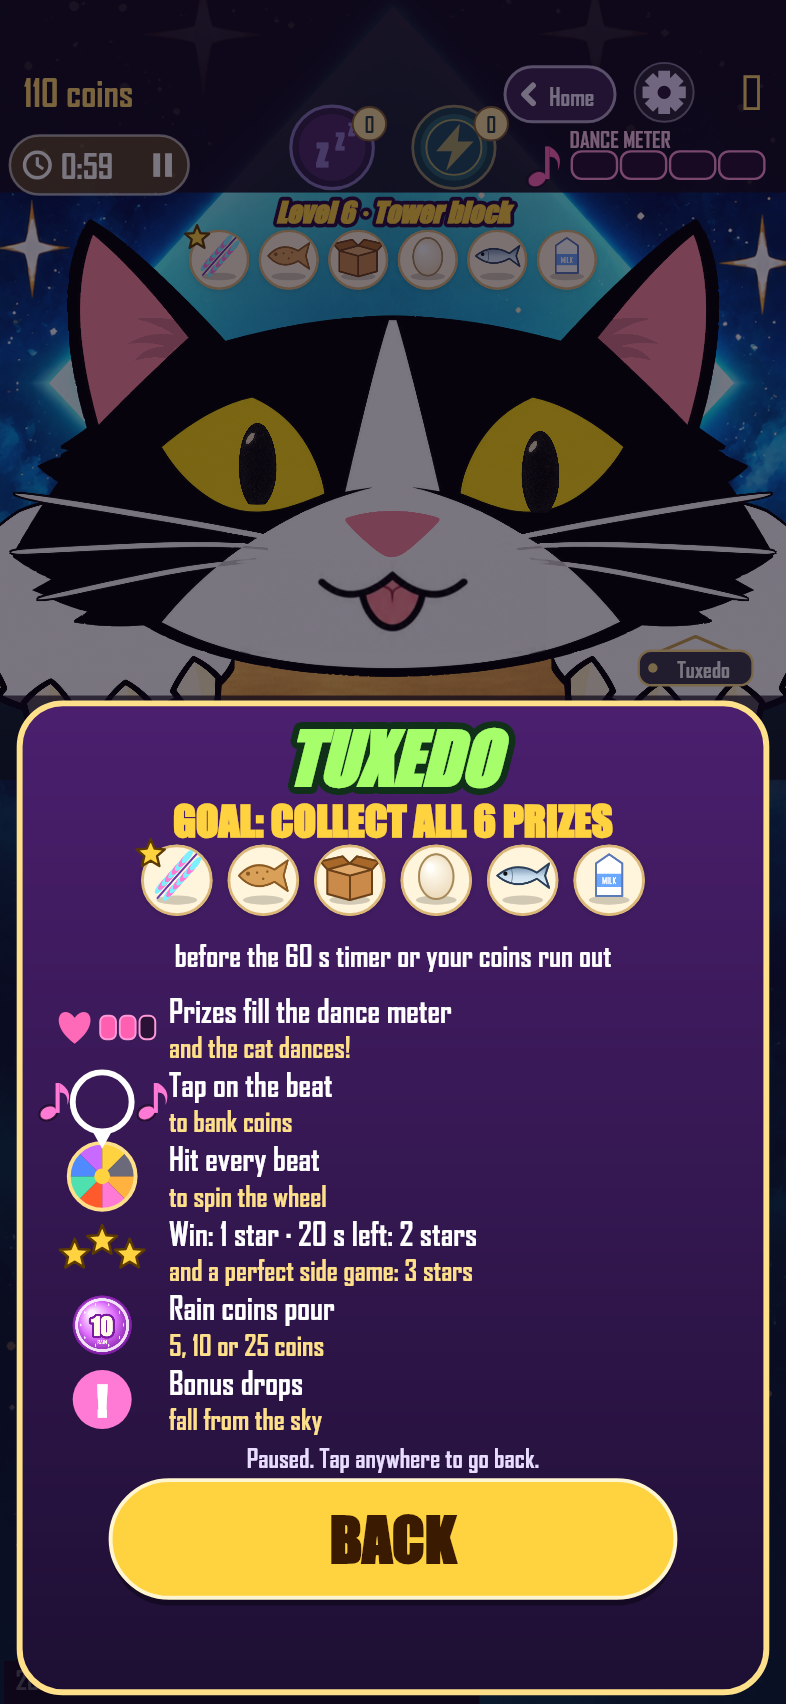 110 coins
Home
0:59
0
0
DANCE METER
Level 6 · Tower block
MILK
Tuxedo
TUXEDO
GOAL: COLLECT ALL 6 PRIZES
MILK
before the 60 s timer or your coins run out
Prizes fill the dance meter
and the cat dances!
Tap on the beat
to bank coins
Hit every beat
to spin the wheel
Win: 1 star · 20 s left: 2 stars
and a perfect side game: 3 stars
10
Rain coins pour
5, 10 or 25 coins
!
Bonus drops
fall from the sky
Paused. Tap anywhere to go back.
BACK